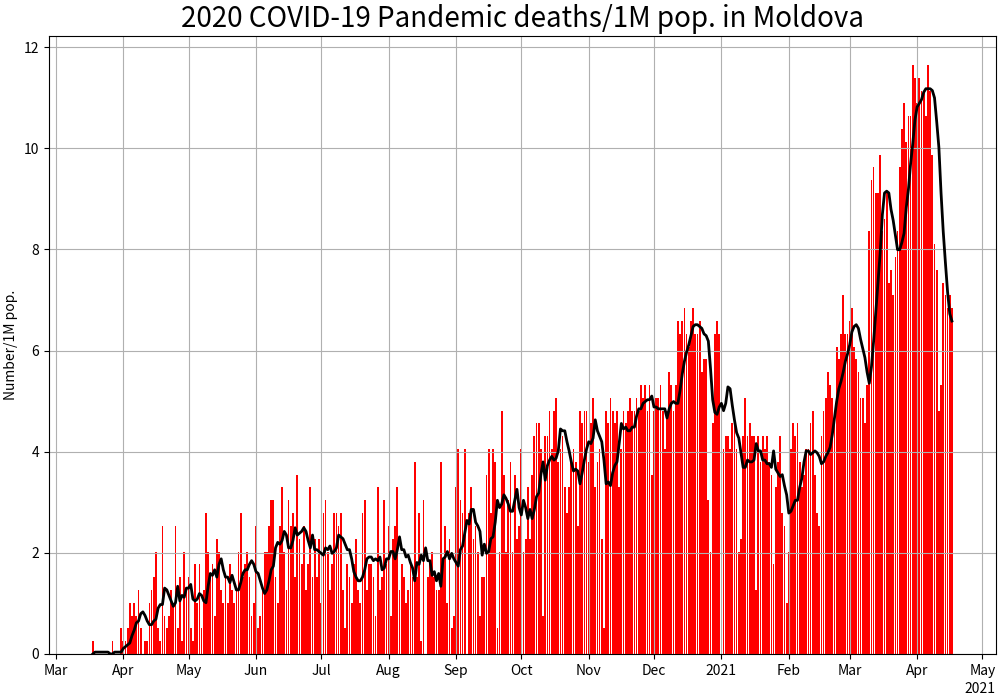 2020 COVID-19 Pandemic deaths/1M pop. in Moldova
Number/1M pop.
12
10
8
6
4
2
0
Mar Apr May Jun Jul Aug Sep Oct Nov Dec 2021 Feb Mar Apr May
2021